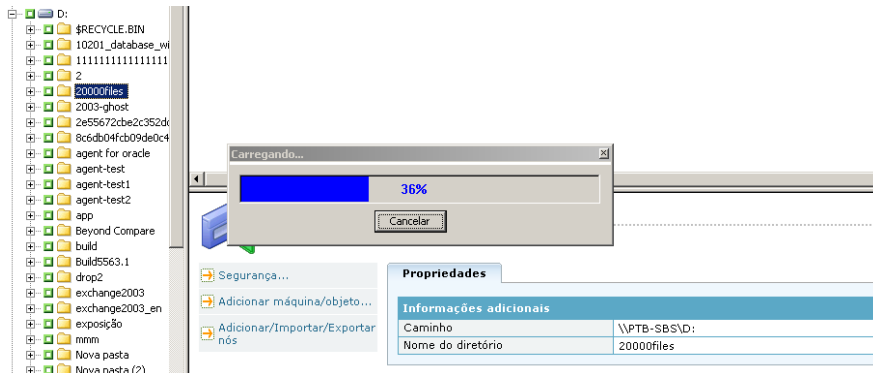 D:
$RECYCLE.BIN
10201_database_wi
1111111111111111
2
20000files
2003-ghost
2e55672cbe2c352d
8c6db04fcb09de0c4
agent for oracle
agent-test
agent-test1
agent-test2
app
Beyond Compare
build
Build5563.1
drop2
exchange2003
exchange2003_en
exposição
mmm
Nova pasta
Nova pasta (2)
Carregando...
36%
Cancelar
Segurança...
Adicionar máquina/objeto...
Adicionar/Importar/Exportar
nós
Propriedades
Informações adicionais
Caminho \\PTB-SBS\D:
Nome do diretório 20000files